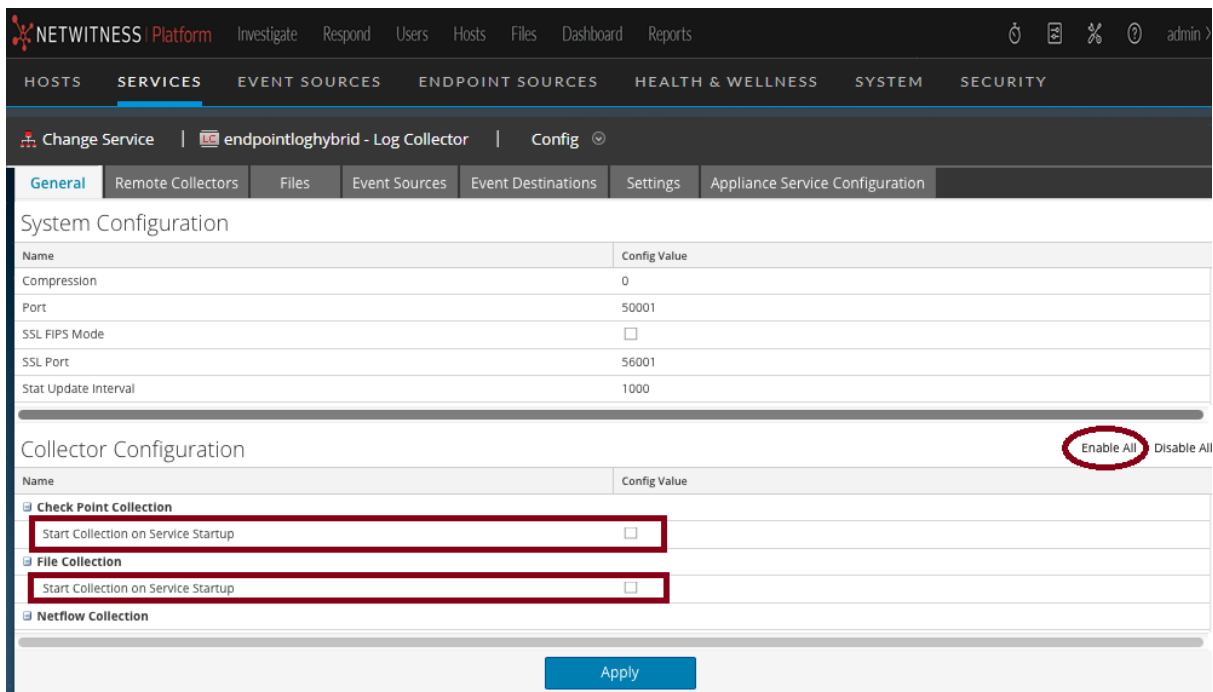 NETWITNESS Platform Investigate Respond Users Hosts Files Dashboard Reports admin
HOSTS SERVICES EVENT SOURCES ENDPOINT SOURCES HEALTH & WELLNESS SYSTEM SECURITY
Change Service | LC endpointloghybrid - Log Collector | Config
General Remote Collectors Files Event Sources Event Destinations Settings Appliance Service Configuration
System Configuration
Name Config Value
Compression 0
Port 50001
SSL FIPS Mode
SSL Port 56001
Stat Update Interval 1000
Collector Configuration Enable All Disable All
Name Config Value
Check Point Collection
Start Collection on Service Startup
File Collection
Start Collection on Service Startup
Netflow Collection
Apply